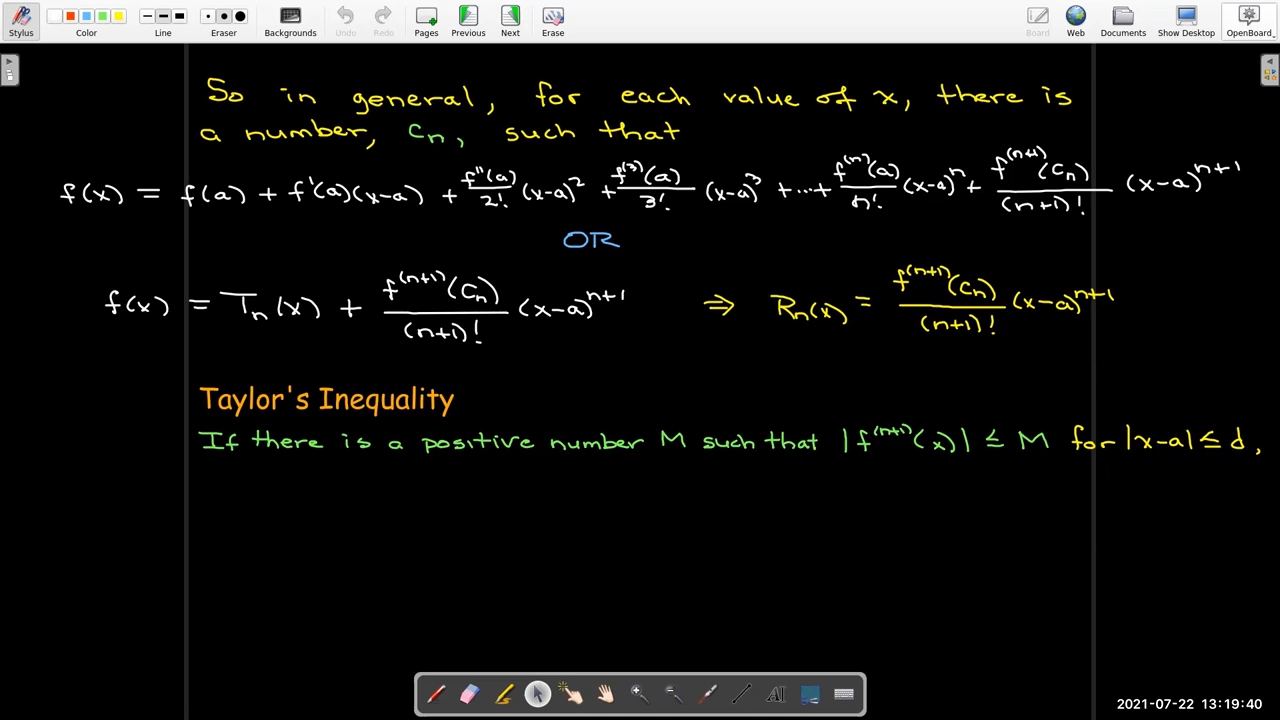 Stylus Color Line Eraser Backgrounds Undo Redo Pages Previous Next Erase Board Web Documents Show Desktop OpenBoard
So in general, for each value of x, there is
a number, cₙ, such that
f(x) = f(a) + f'(a)(x-a) + f''(a)/2! (x-a)² + f⁽³⁾(a)/3! (x-a)³ + ... + f⁽ⁿ⁾(a)/n! (x-a)ⁿ + f⁽ⁿ⁺¹⁾(cₙ)/(n+1)! (x-a)ⁿ⁺¹
OR
f(x) = Tₙ(x) + f⁽ⁿ⁺¹⁾(cₙ)/(n+1)! (x-a)ⁿ⁺¹ ⇒ Rₙ(x) = f⁽ⁿ⁺¹⁾(cₙ)/(n+1)! (x-a)ⁿ⁺¹
Taylor's Inequality
If there is a positive number M such that |f⁽ⁿ⁺¹⁾(x)| ≤ M for |x-a| ≤ d,
AI
2021-07-22 13:19:40